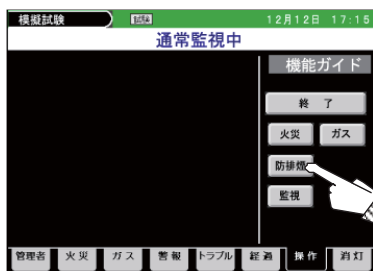 模擬試験
試験
12月12日 17:15
通常監視中
機能ガイド
終 了
火災 ガス
防排煙
監視
管理者 火災 ガス 警報 トラブル 経過 操作 消灯